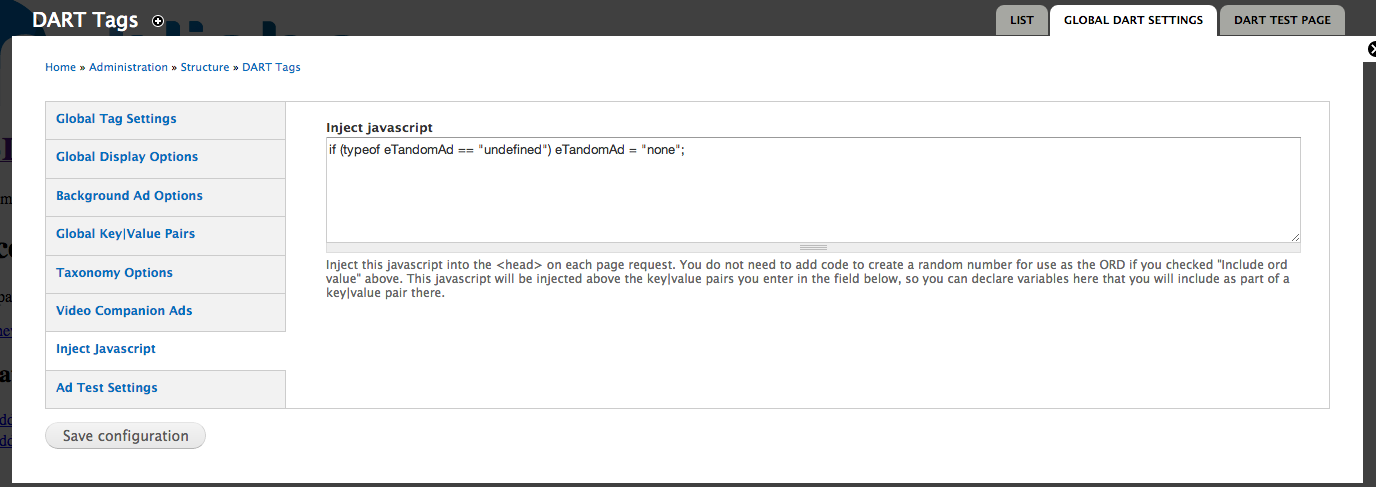 DART Tags
LIST
GLOBAL DART SETTINGS
DART TEST PAGE
Home » Administration » Structure » DART Tags
Global Tag Settings
Global Display Options
Background Ad Options
Global Key|Value Pairs
Taxonomy Options
Video Companion Ads
Inject Javascript
Ad Test Settings
Inject javascript
if (typeof eTandomAd == "undefined") eTandomAd = "none";
Inject this javascript into the <head> on each page request. You do not need to add code to create a random number for use as the ORD if you checked "Include ord
value" above. This javascript will be injected above the key|value pairs you enter in the field below, so you can declare variables here that you will include as part of a
key|value pair there.
Save configuration